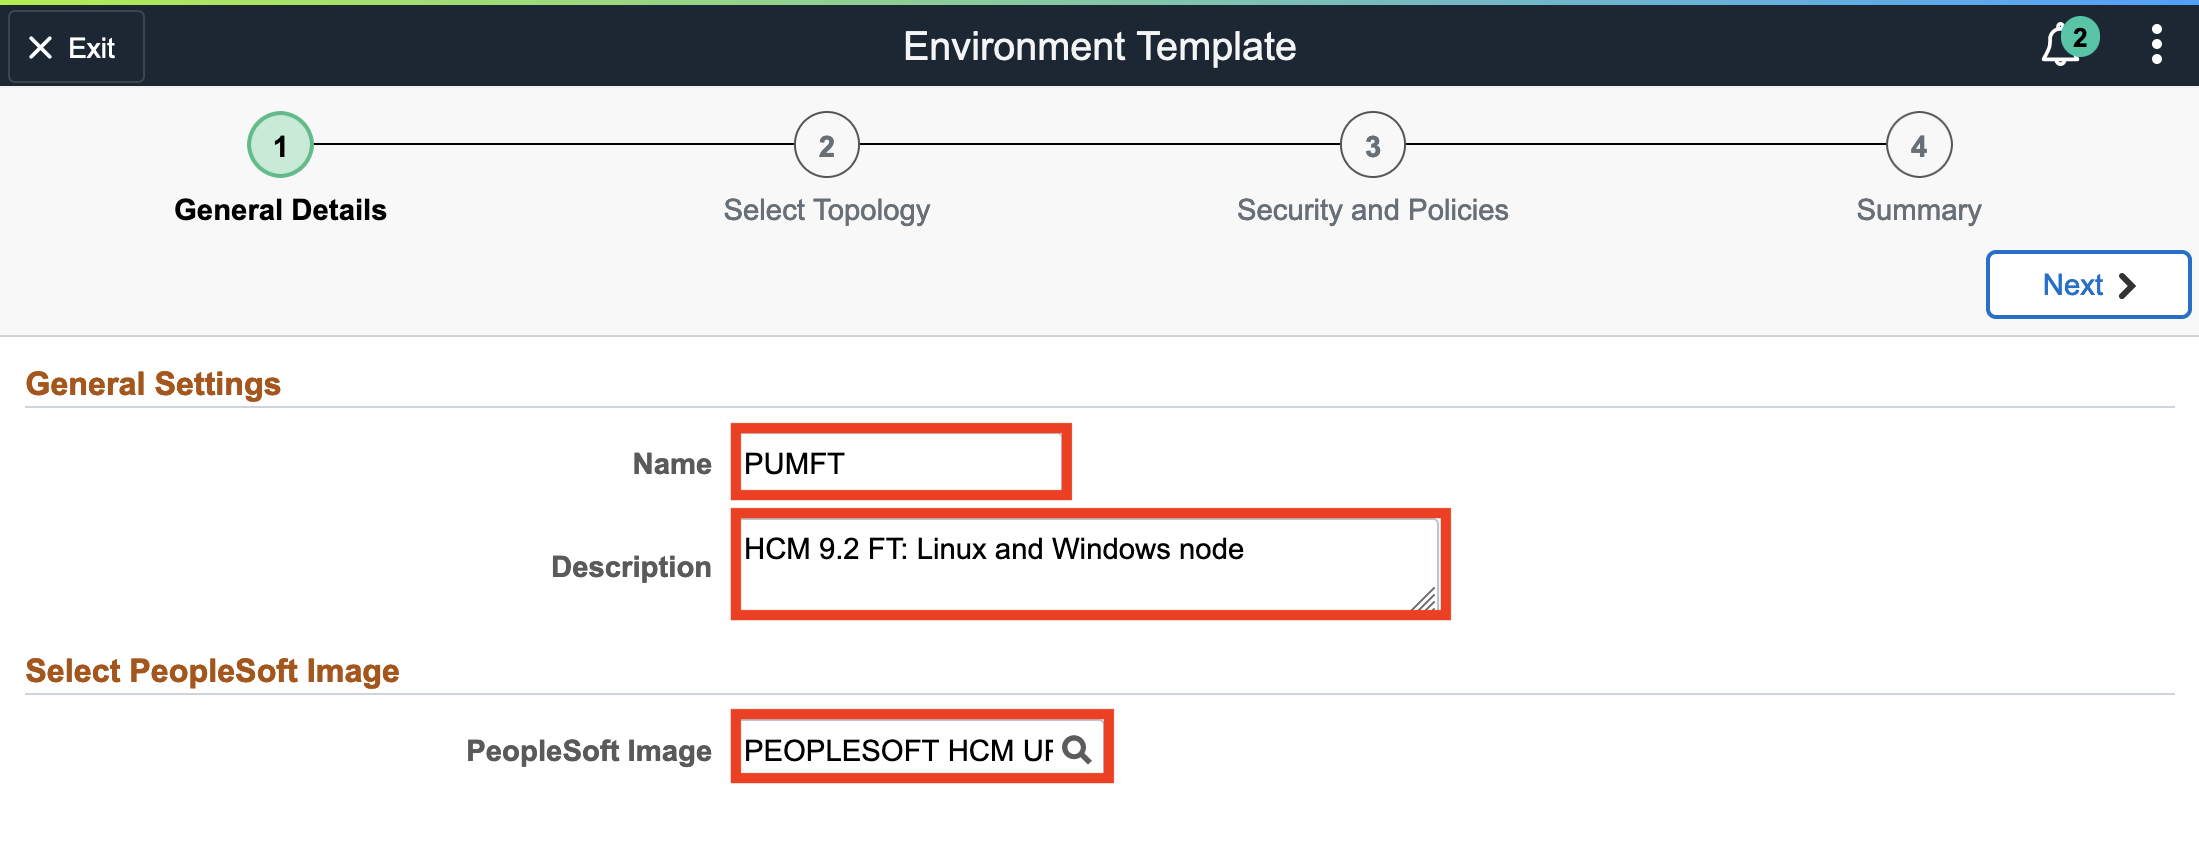 Exit
Environment Template
2
1
2
3
4
General Details
Select Topology
Security and Policies
Summary
Next
General Settings
Name
PUMFT
Description
HCM 9.2 FT: Linux and Windows node
Select PeopleSoft Image
PeopleSoft Image
PEOPLESOFT HCM